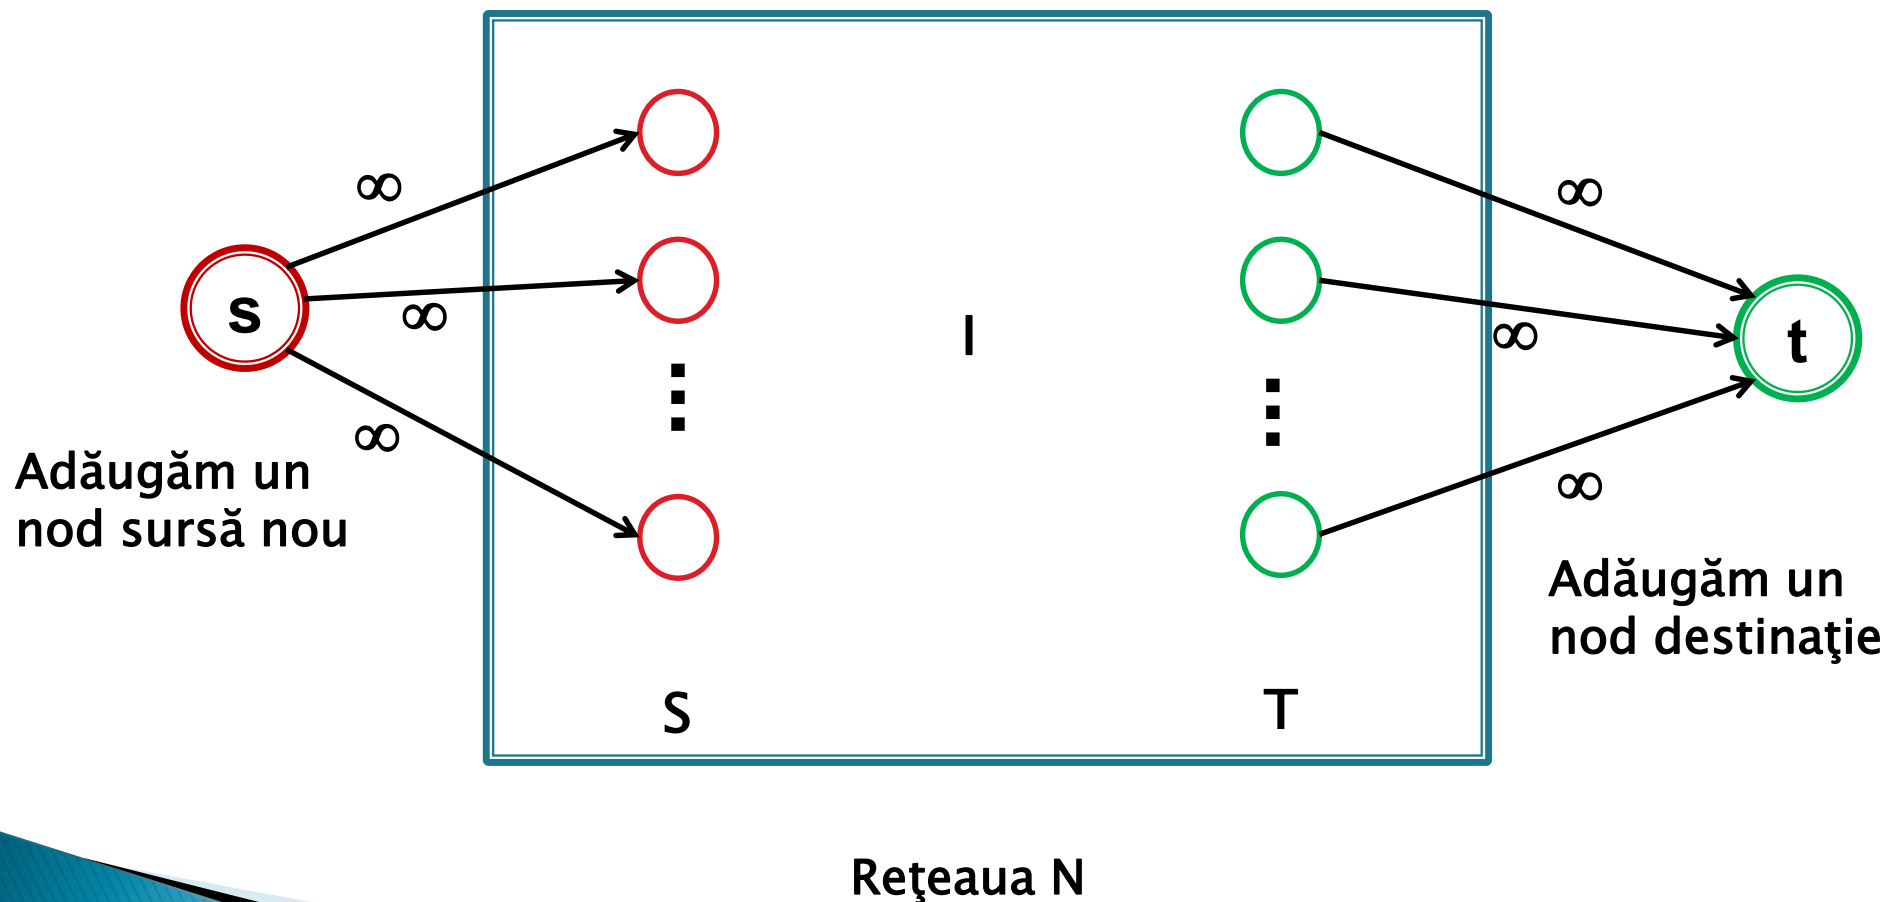 ∞
∞
s
∞
I
∞
t
∞
∞
Adăugăm un
nod sursă nou
Adăugăm un
nod destinaţie
S
T
Reţeaua N